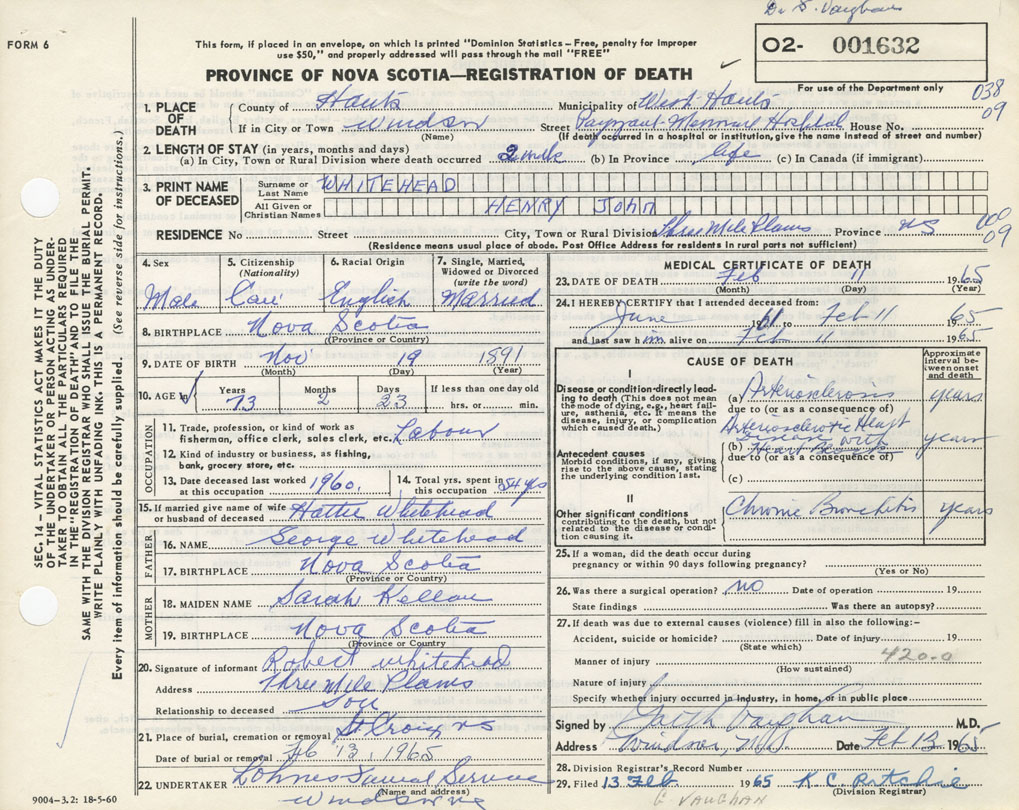 Dr. G. Vaughan
FORM 6
This form, if placed in an envelope, on which is printed "Dominion Statistics – Free, penalty for improper
use $50," and properly addressed will pass through the mail "FREE"
O2- 001632
For use of the Department only
PROVINCE OF NOVA SCOTIA—REGISTRATION OF DEATH
038
09
1. PLACE OF DEATH
County of Hants Municipality of West Hants
If in City or Town Windsor Street Payzant Memorial Hospital House No.
(Name) (If death occurred in a hospital or institution, give the name instead of street and number)
2. LENGTH OF STAY (in years, months and days)
(a) In City, Town or Rural Division where death occurred 2 (b) In Province life (c) In Canada (if immigrant)
3. PRINT NAME OF DECEASED
Surname or Last Name WHITEHEAD
All Given or Christian Names HENRY John
RESIDENCE No. Street City, Town or Rural Division Three Mile Plains Province NS
09
(Residence means usual place of abode. Post Office Address for residents in rural parts not sufficient)
4. Sex 5. Citizenship (Nationality) 6. Racial Origin 7. Single, Married, Widowed or Divorced (write the word)
Male Can English Married
8. BIRTHPLACE Nova Scotia
(Province or Country)
9. DATE OF BIRTH Nov 19 1891
(Month) (Day) (Year)
10. AGE in Years Months Days If less than one day old
73 2 23 hrs. or min.
OCCUPATION
11. Trade, profession, or kind of work as
fisherman, office clerk, sales clerk, etc. Labour
12. Kind of industry or business, as fishing,
bank, grocery store, etc.
13. Date deceased last worked at this occupation 1960.
14. Total yrs. spent in this occupation 54 yrs
15. If married give name of wife
or husband of deceased Hattie Whitehead
FATHER
16. NAME George Whitehead
17. BIRTHPLACE Nova Scotia
(Province or Country)
MOTHER
18. MAIDEN NAME Sarah
19. BIRTHPLACE Nova Scotia
(Province or Country)
20. Signature of informant Robert Whitehead
Address Three Mile Plains
Relationship to deceased Son
21. Place of burial, cremation or removal St Croix NS
Date of burial or removal Feb 13, 1965
22. UNDERTAKER Lohnes Funeral Service
(Name and address)
Windsor
MEDICAL CERTIFICATE OF DEATH
23. DATE OF DEATH Feb 11 1965
(Month) (Day) (Year)
24. I HEREBY CERTIFY that I attended deceased from:
June 1961 to Feb 11 1965
and last saw him alive on Feb 11 1965
CAUSE OF DEATH
Approximate interval between onset and death
I
Disease or condition directly leading to death (This does not mean
the mode of dying, e.g., heart failure, asthenia, etc. It means the
disease, injury, or complication
which caused death.)
(a) Arteriosclerosis years
due to (or as a consequence of)
Arteriosclerotic Heart
Disease with
Antecedent causes
Morbid conditions, if any, giving
rise to the above cause, stating
the underlying condition last.
(b) years
due to (or as a consequence of)
(c)
II
Other significant conditions
contributing to the death, but not
related to the disease or condition causing it.
Chronic Bronchitis years
25. If a woman, did the death occur during
pregnancy or within 90 days following pregnancy?
(Yes or No)
26. Was there a surgical operation? NO Date of operation 19
State findings Was there an autopsy?
27. If death was due to external causes (violence) fill in also the following:–
Accident, suicide or homicide? Date of injury 19
(State which)
420-0
Manner of injury
(How sustained)
Nature of injury
Specify whether injury occurred in industry, in home, or in public place
Signed by Garth Vaughan M.D.
Address Windsor, N.S. Date Feb 13 1965
28. Division Registrar's Record Number
29. Filed 13 Feb 1965 K. C. Ritchie
(Division Registrar)
G. VAUGHAN
SEC. 14 – VITAL STATISTICS ACT MAKES IT THE DUTY
OF THE UNDERTAKER OR PERSON ACTING AS UNDERTAKER TO OBTAIN ALL THE PARTICULARS REQUIRED
IN THE "REGISTRATION OF DEATH" AND TO FILE THE
SAME WITH THE DIVISION REGISTRAR WHO SHALL ISSUE THE BURIAL PERMIT.
WRITE PLAINLY WITH UNFADING INK. THIS IS A PERMANENT RECORD.
Every item of information should be carefully supplied. (See reverse side for instructions.)
9004-3.2: 18-5-60